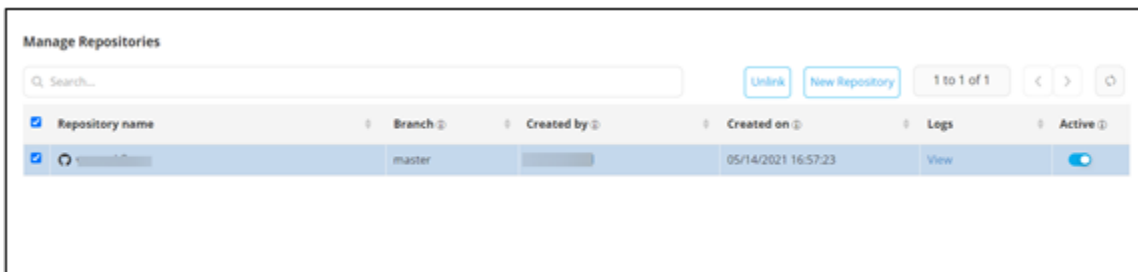 Manage Repositories
Search...
Unlink New Repository 1 to 1 of 1
Repository name Branch Created by Created on Logs Active
master 05/14/2021 16:57:23 View